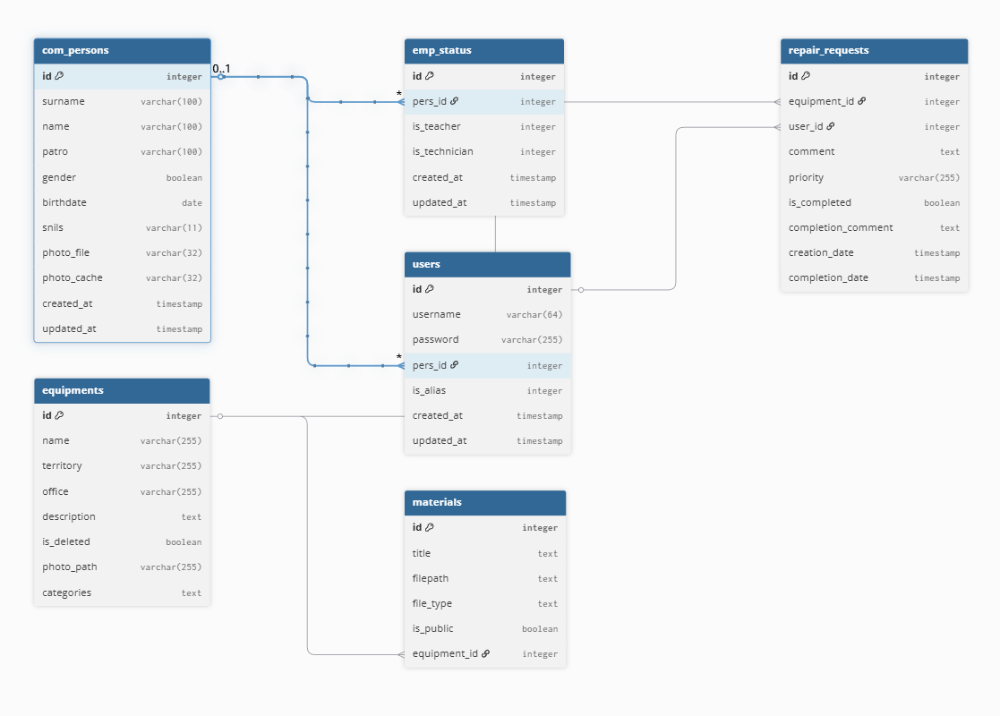 com_persons
id integer
surname varchar(100)
name varchar(100)
patro varchar(100)
gender boolean
birthdate date
snils varchar(11)
photo_file varchar(32)
photo_cache varchar(32)
created_at timestamp
updated_at timestamp
0..1
*
*
emp_status
id integer
pers_id integer
is_teacher integer
is_technician integer
created_at timestamp
updated_at timestamp
repair_requests
id integer
equipment_id integer
user_id integer
comment text
priority varchar(255)
is_completed boolean
completion_comment text
creation_date timestamp
completion_date timestamp
users
id integer
username varchar(64)
password varchar(255)
pers_id integer
is_alias integer
created_at timestamp
updated_at timestamp
equipments
id integer
name varchar(255)
territory varchar(255)
office varchar(255)
description text
is_deleted boolean
photo_path varchar(255)
categories text
materials
id integer
title text
filepath text
file_type text
is_public boolean
equipment_id integer